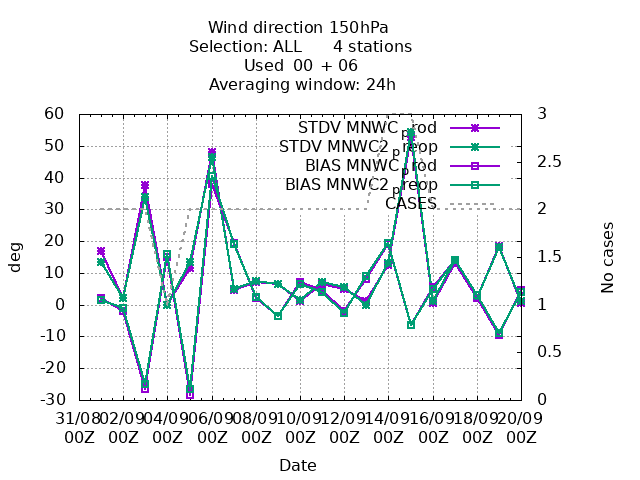 Wind direction 150hPa
Selection: ALL 4 stations
Used 00 + 06
Averaging window: 24h
60 3
STDV MNWC_prod
STDV MNWC2_preop
BIAS MNWC_prod
BIAS MNWC2_preop
CASES
50 2.5
40
30 2
20 1.5
10
0 1
-10 0.5
-20
-30 0
deg
No cases
31/08 02/09 04/09 06/09 08/09 10/09 12/09 14/09 16/09 18/09 20/09
00Z 00Z 00Z 00Z 00Z 00Z 00Z 00Z 00Z 00Z 00Z
Date